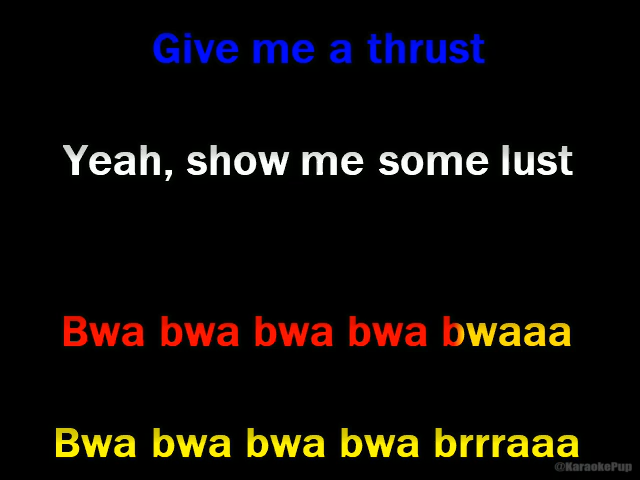 Give me a thrust
Yeah, show me some lust
Bwa bwa bwa bwa bwaaa
Bwa bwa bwa bwa brrraaa
@KaraokePup